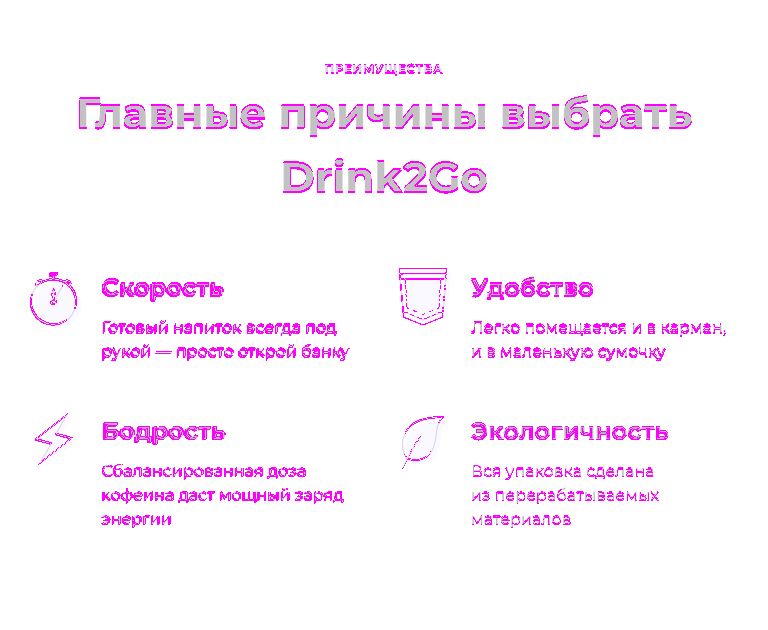 ПРЕИМУЩЕСТВА
Главные причины выбрать
Drink2Go
Скорость
Готовый напиток всегда под
рукой — просто открой банку
Удобство
Легко помещается и в карман,
и в маленькую сумочку
Бодрость
Сбалансированная доза
кофеина даст мощный заряд
энергии
Экологичность
Вся упаковка сделана
из перерабатываемых
материалов